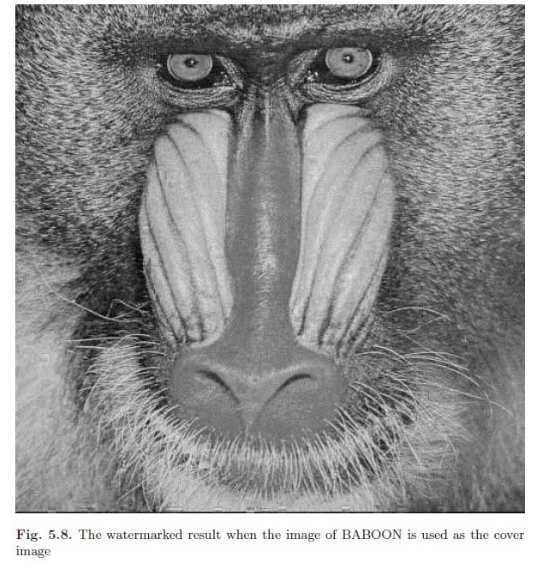 Fig. 5.8. The watermarked result when the image of BABOON is used as the cover
image